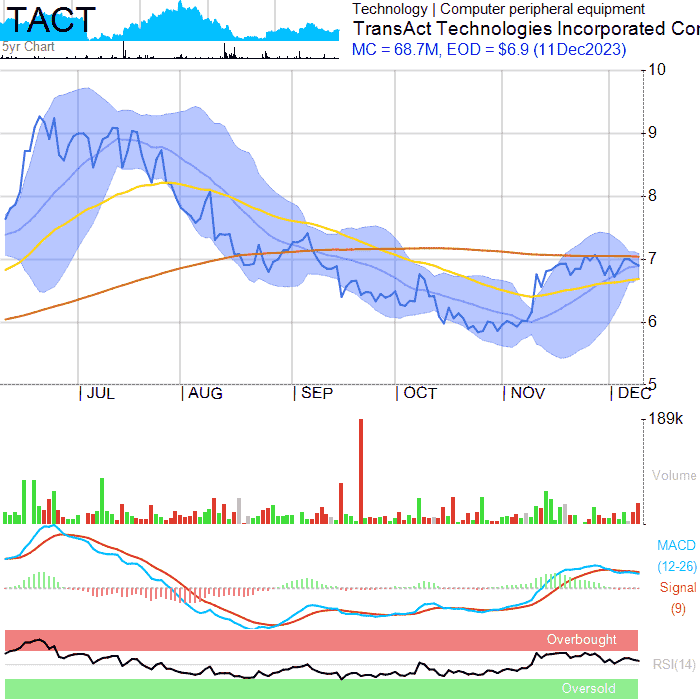 TACT
5yr Chart
Technology | Computer peripheral equipment
TransAct Technologies Incorporated Cor
MC = 68.7M, EOD = $6.9 (11Dec2023)
10
9
8
7
6
5
JUL
AUG
SEP
OCT
NOV
DEC
189k
Volume
MACD
(12-26)
Signal
(9)
Overbought
RSI(14)
Oversold